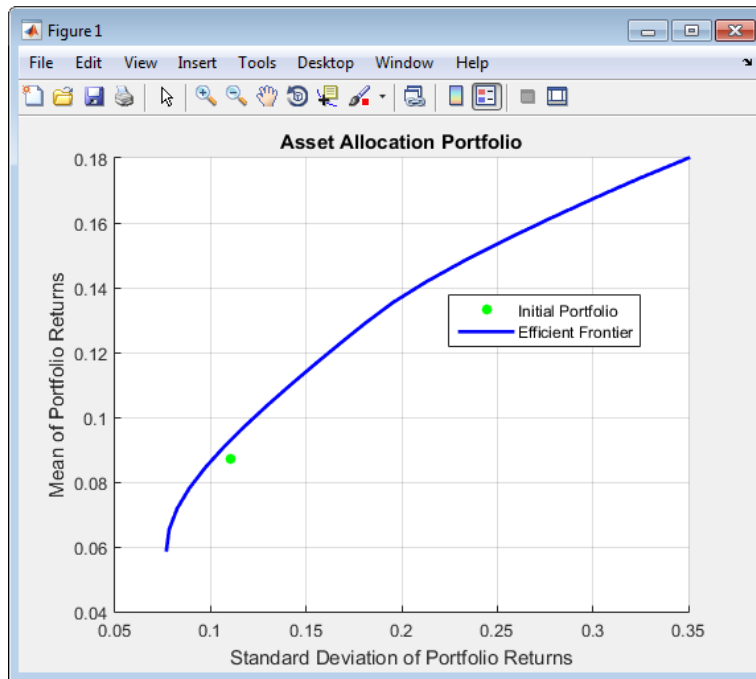 Figure 1
File Edit View Insert Tools Desktop Window Help
Asset Allocation Portfolio
0.18
0.16
0.14
0.12
0.1
0.08
0.06
0.04
Mean of Portfolio Returns
Initial Portfolio
Efficient Frontier
0.05 0.1 0.15 0.2 0.25 0.3 0.35
Standard Deviation of Portfolio Returns